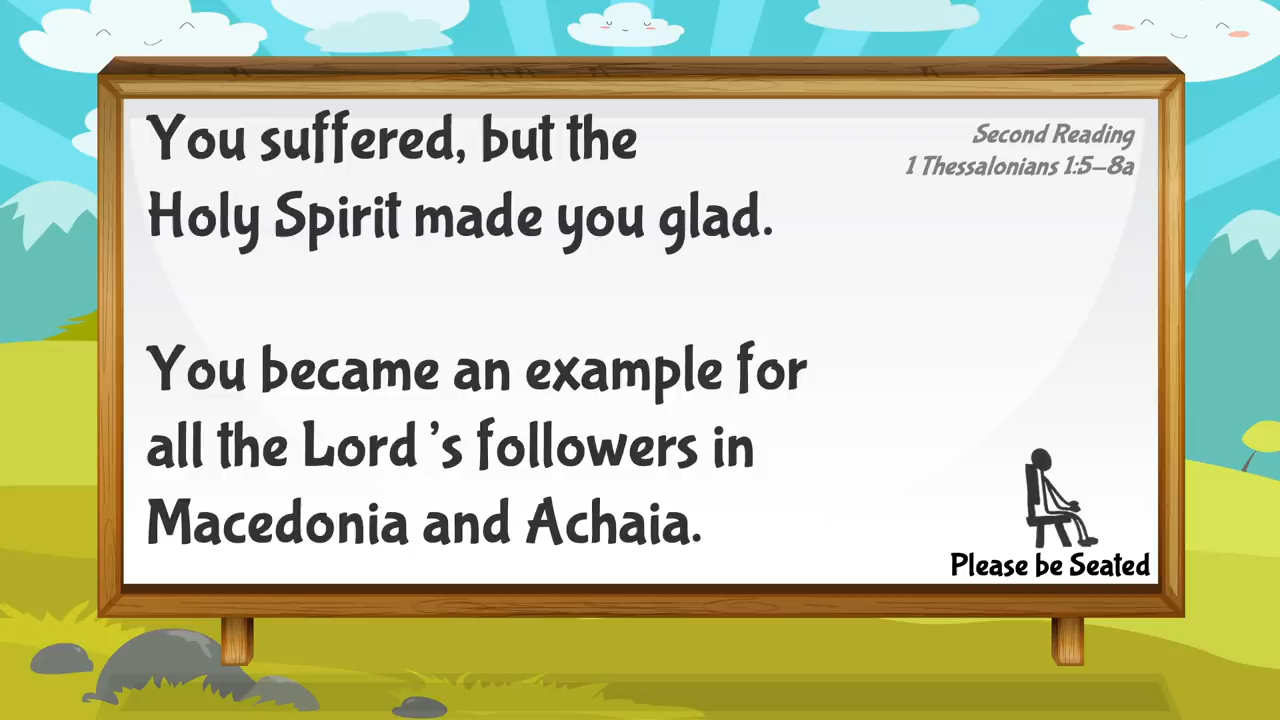 You suffered, but the
Holy Spirit made you glad.
You became an example for
all the Lord's followers in
Macedonia and Achaia.
Second Reading
1 Thessalonians 1:5–8a
Please be Seated